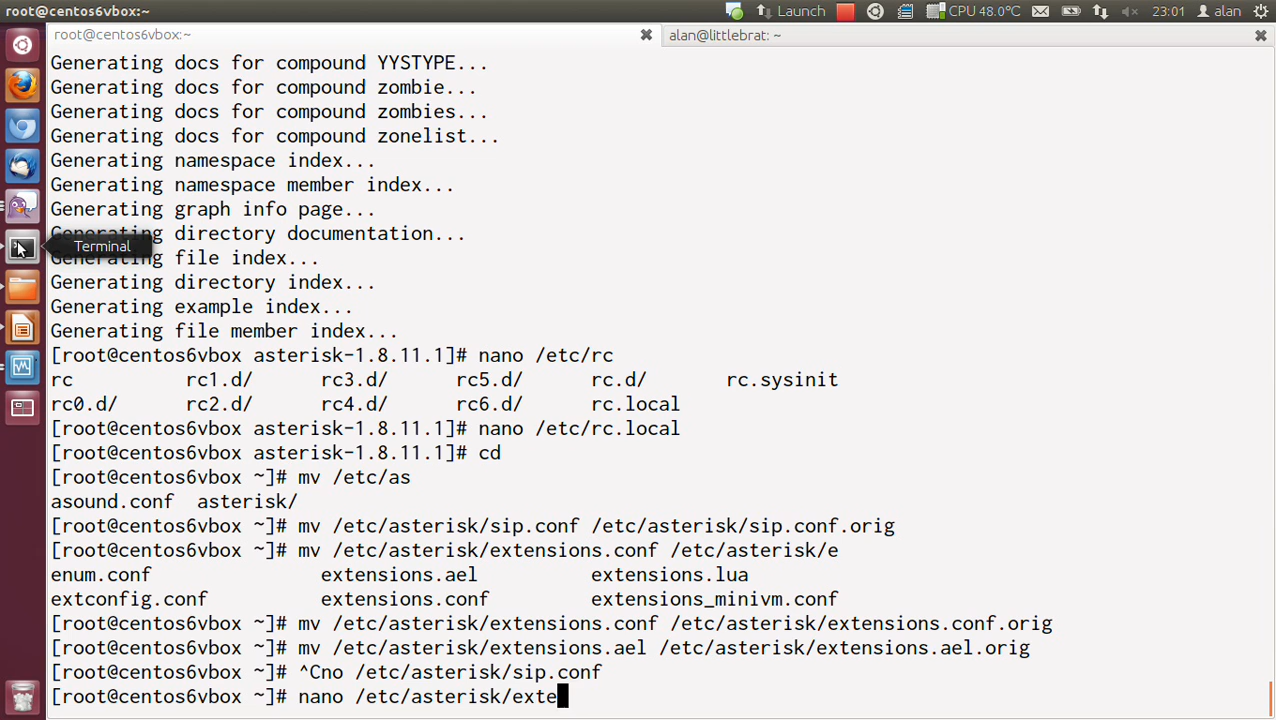 root@centos6vbox:~ Launch CPU 48.0°C 23:01 alan
root@centos6vbox:~ alan@littlebrat: ~
Generating docs for compound YYSTYPE...
Generating docs for compound zombie...
Generating docs for compound zombies...
Generating docs for compound zonelist...
Generating namespace index...
Generating namespace member index...
Generating graph info page...
Generating directory documentation...
Terminal
Generating file index...
Generating directory index...
Generating example index...
Generating file member index...
[root@centos6vbox asterisk-1.8.11.1]# nano /etc/rc
rc rc1.d/ rc3.d/ rc5.d/ rc.d/ rc.sysinit
rc0.d/ rc2.d/ rc4.d/ rc6.d/ rc.local
[root@centos6vbox asterisk-1.8.11.1]# nano /etc/rc.local
[root@centos6vbox asterisk-1.8.11.1]# cd
[root@centos6vbox ~]# mv /etc/as
asound.conf asterisk/
[root@centos6vbox ~]# mv /etc/asterisk/sip.conf /etc/asterisk/sip.conf.orig
[root@centos6vbox ~]# mv /etc/asterisk/extensions.conf /etc/asterisk/e
enum.conf extensions.ael extensions.lua
extconfig.conf extensions.conf extensions_minivm.conf
[root@centos6vbox ~]# mv /etc/asterisk/extensions.conf /etc/asterisk/extensions.conf.orig
[root@centos6vbox ~]# mv /etc/asterisk/extensions.ael /etc/asterisk/extensions.ael.orig
[root@centos6vbox ~]# ^Cno /etc/asterisk/sip.conf
[root@centos6vbox ~]# nano /etc/asterisk/exte